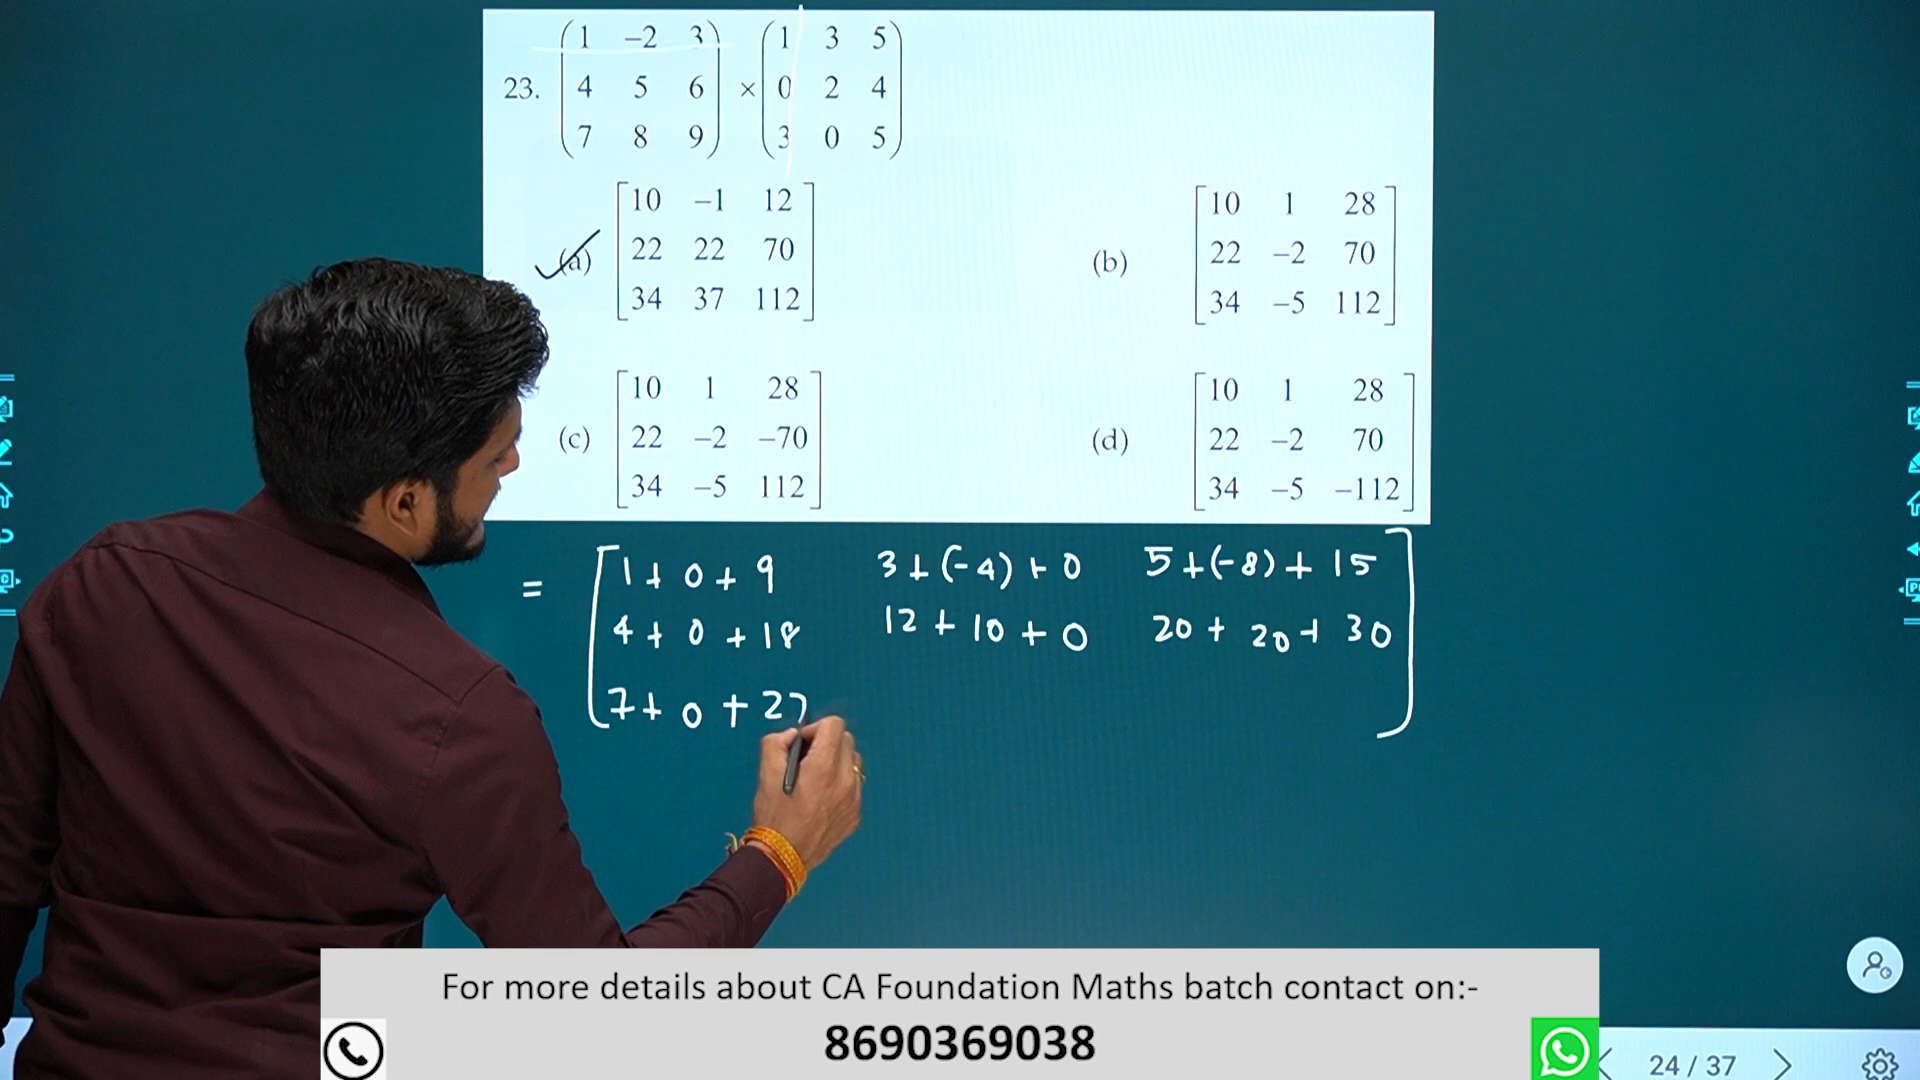 23. (1 –2 3) × (1 3 5)
(4 5 6) (0 2 4)
(7 8 9) (3 0 5)
(a) [10 –1 12]
[22 22 70]
[34 37 112]
(b) [10 1 28]
[22 –2 70]
[34 –5 112]
(c) [10 1 28]
[22 –2 –70]
[34 –5 112]
(d) [10 1 28]
[22 –2 70]
[34 –5 –112]
= [1+0+9 3+(-4)+0 5+(-8)+15]
[4+0+18 12+10+0 20+20+30]
[7+0+27
For more details about CA Foundation Maths batch contact on:-
8690369038
24 / 37